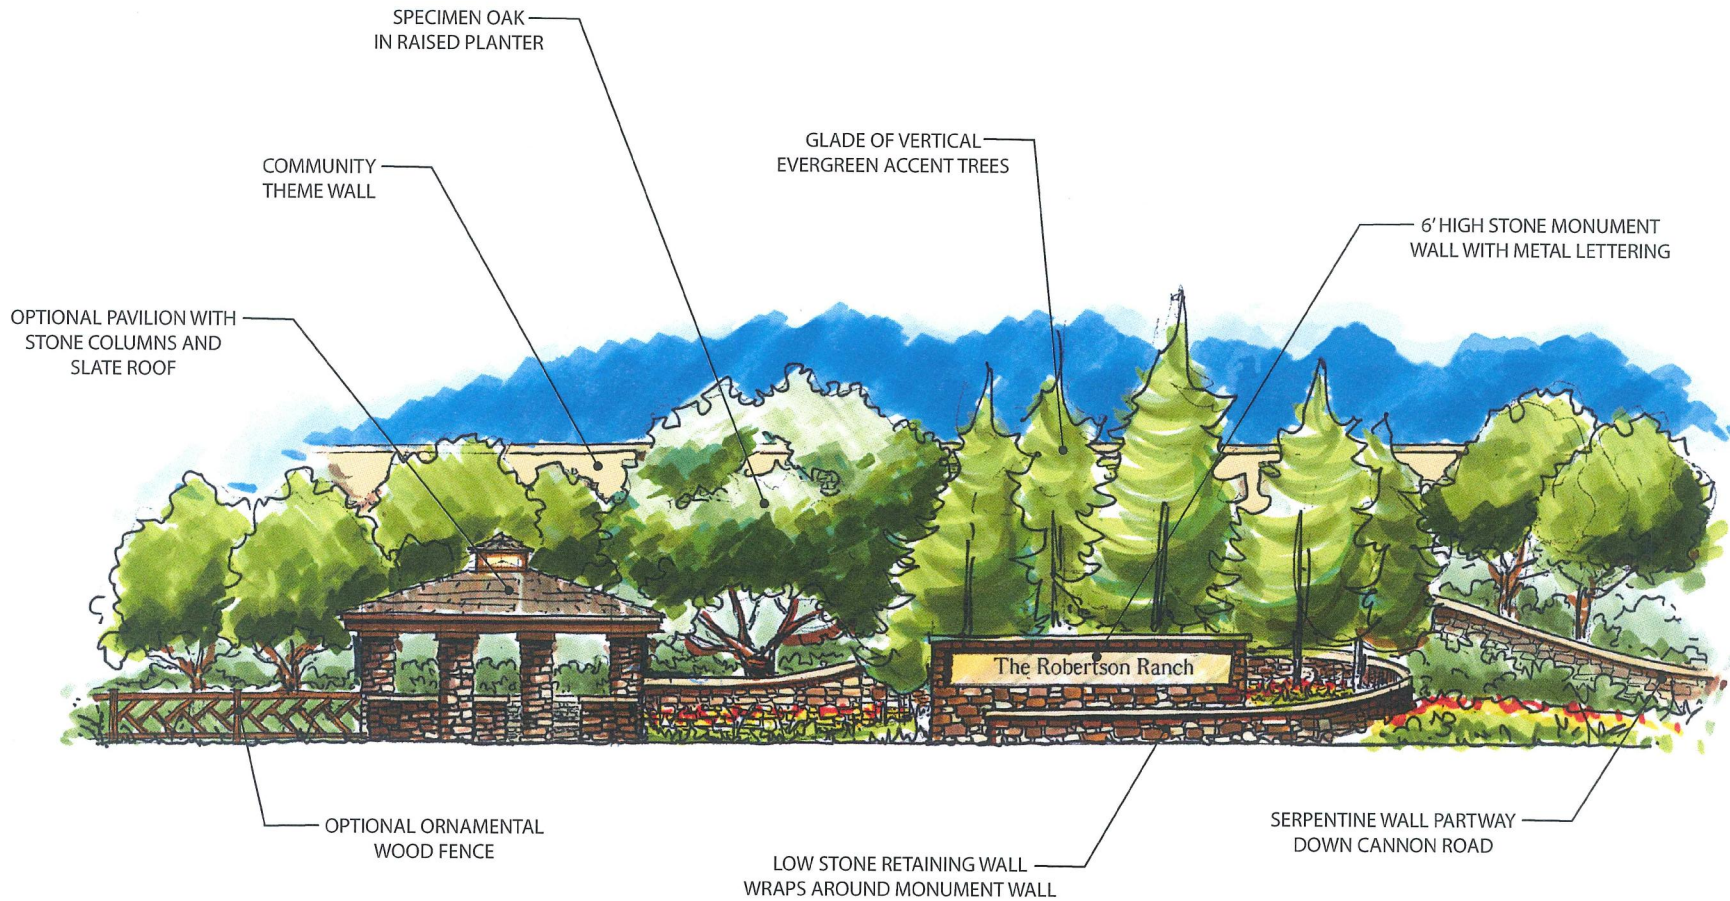 SPECIMEN OAK
IN RAISED PLANTER
GLADE OF VERTICAL
EVERGREEN ACCENT TREES
COMMUNITY
THEME WALL
6' HIGH STONE MONUMENT
WALL WITH METAL LETTERING
OPTIONAL PAVILION WITH
STONE COLUMNS AND
SLATE ROOF
The Robertson Ranch
OPTIONAL ORNAMENTAL
WOOD FENCE
SERPENTINE WALL PARTWAY
DOWN CANNON ROAD
LOW STONE RETAINING WALL
WRAPS AROUND MONUMENT WALL